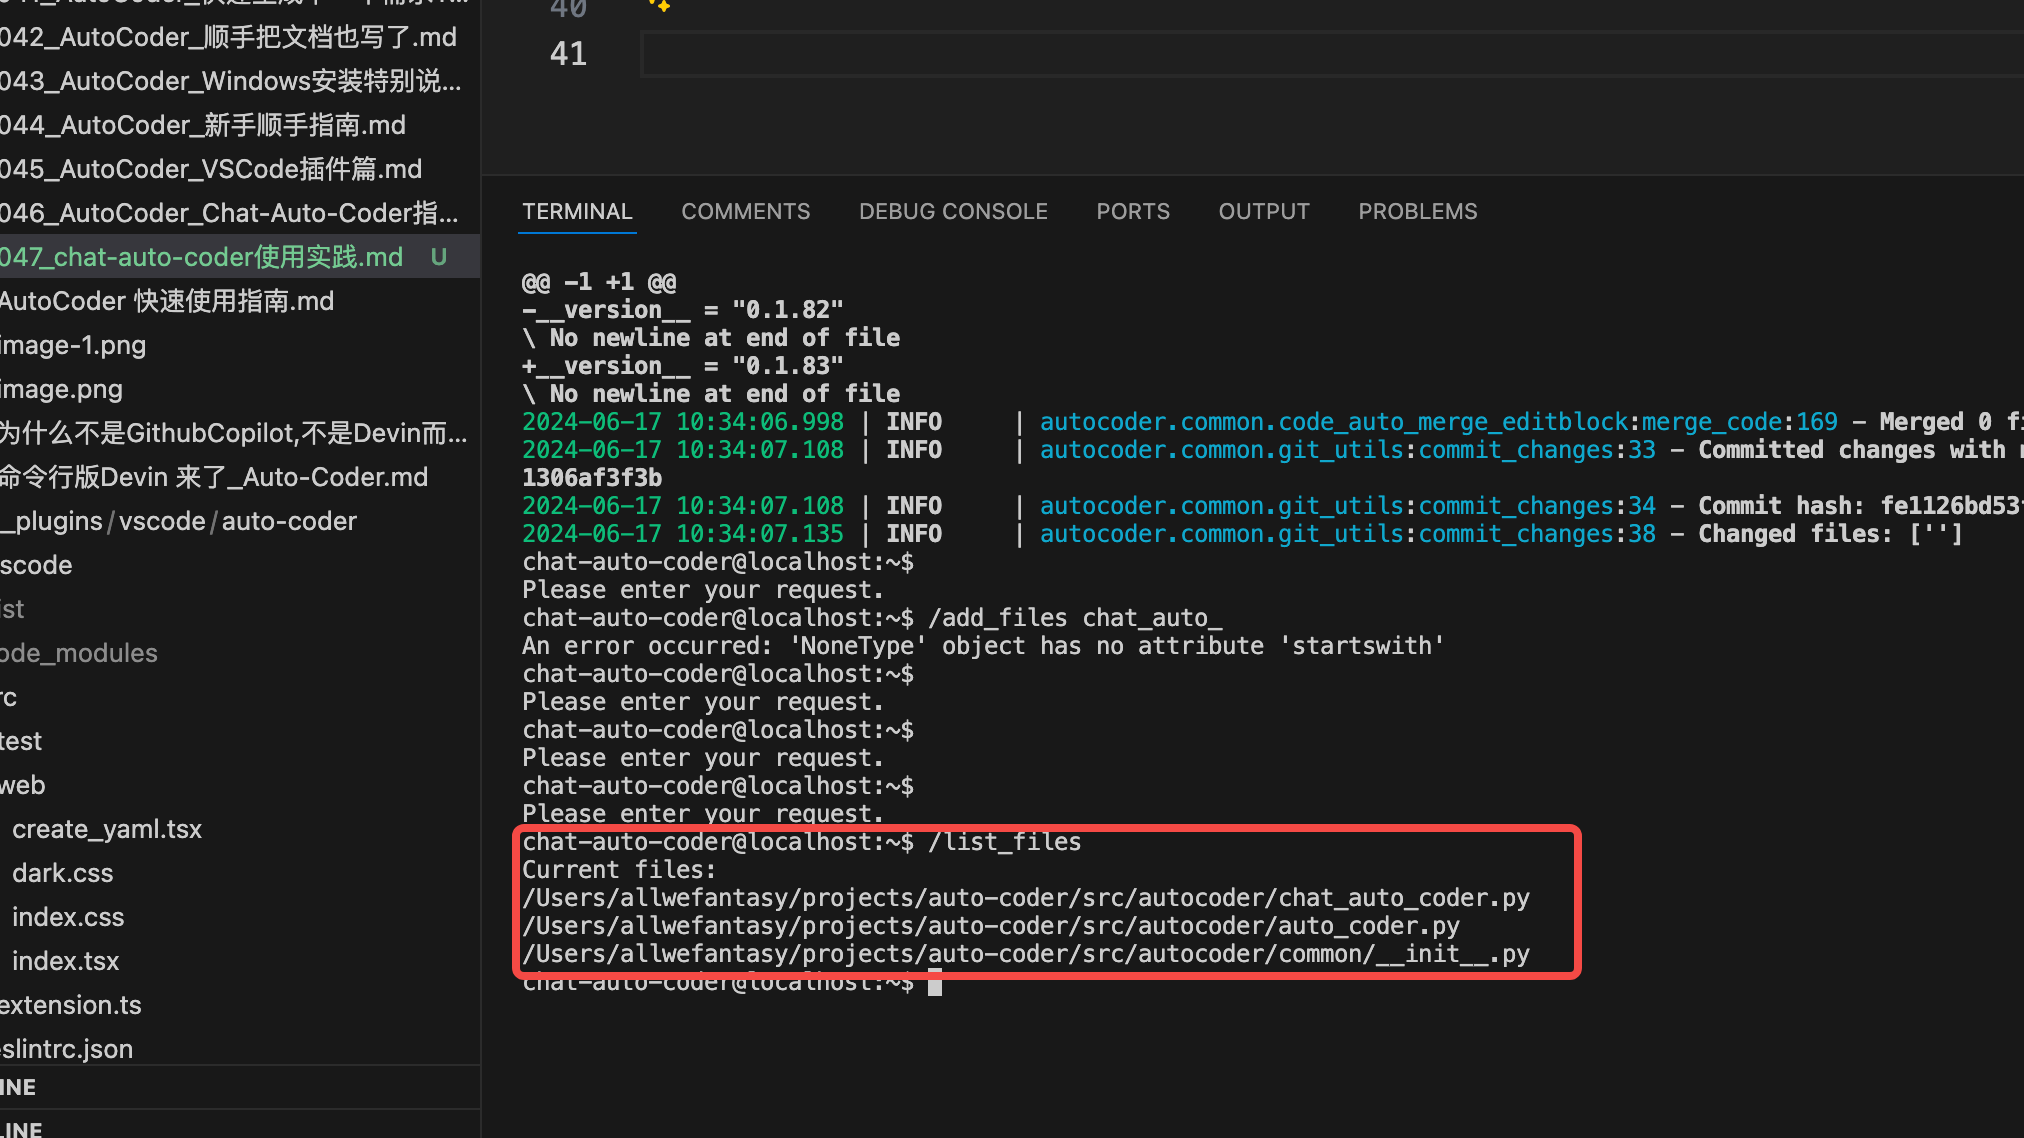 042_AutoCoder_顺手把文档也写了.md
043_AutoCoder_Windows安装特别说...
044_AutoCoder_新手顺手指南.md
045_AutoCoder_VSCode插件篇.md
046_AutoCoder_Chat-Auto-Coder指...
047_chat-auto-coder使用实践.md U
AutoCoder 快速使用指南.md
image-1.png
image.png
为什么不是GithubCopilot,不是Devin而...
命令行版Devin 来了_Auto-Coder.md
_plugins/vscode/auto-coder
scode
ist
ode_modules
rc
test
web
create_yaml.tsx
dark.css
index.css
index.tsx
extension.ts
slintrc.json
INE
LINE
40
41
TERMINAL COMMENTS DEBUG CONSOLE PORTS OUTPUT PROBLEMS
@@ -1 +1 @@
-__version__ = "0.1.82"
\ No newline at end of file
+__version__ = "0.1.83"
\ No newline at end of file
2024-06-17 10:34:06.998 | INFO | autocoder.common.code_auto_merge_editblock:merge_code:169 - Merged 0 fi
2024-06-17 10:34:07.108 | INFO | autocoder.common.git_utils:commit_changes:33 - Committed changes with
1306af3f3b
2024-06-17 10:34:07.108 | INFO | autocoder.common.git_utils:commit_changes:34 - Commit hash: fe1126bd53
2024-06-17 10:34:07.135 | INFO | autocoder.common.git_utils:commit_changes:38 - Changed files: ['']
chat-auto-coder@localhost:~$
Please enter your request.
chat-auto-coder@localhost:~$ /add_files chat_auto_
An error occurred: 'NoneType' object has no attribute 'startswith'
chat-auto-coder@localhost:~$
Please enter your request.
chat-auto-coder@localhost:~$
Please enter your request.
chat-auto-coder@localhost:~$
Please enter your request.
chat-auto-coder@localhost:~$ /list_files
Current files:
/Users/allwefantasy/projects/auto-coder/src/autocoder/chat_auto_coder.py
/Users/allwefantasy/projects/auto-coder/src/autocoder/auto_coder.py
/Users/allwefantasy/projects/auto-coder/src/autocoder/common/__init__.py
chat-auto-coder@localhost:~$